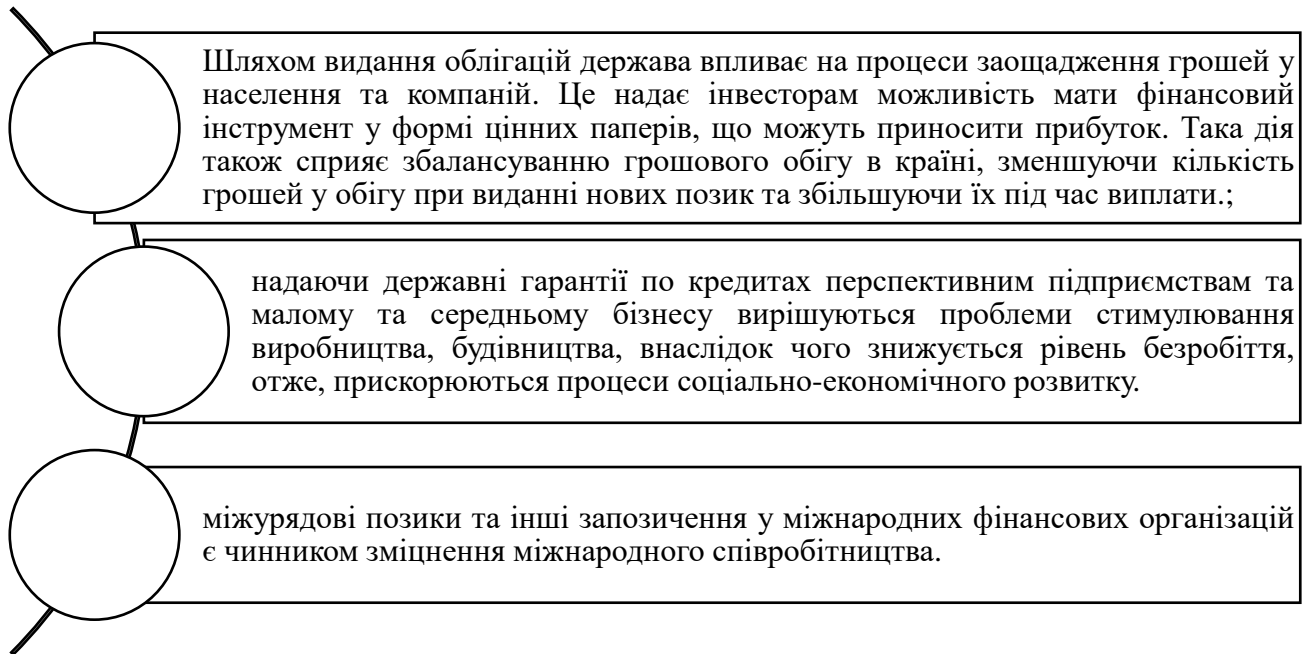 Шляхом видання облігацій держава впливає на процеси заощадження грошей у
населення та компаній. Це надає інвесторам можливість мати фінансовий
інструмент у формі цінних паперів, що можуть приносити прибуток. Така дія
також сприяє збалансуванню грошового обігу в країні, зменшуючи кількість
грошей у обігу при виданні нових позик та збільшуючи їх під час виплати.;
надаючи державні гарантії по кредитах перспективним підприємствам та
малому та середньому бізнесу вирішуються проблеми стимулювання
виробництва, будівництва, внаслідок чого знижується рівень безробіття,
отже, прискорюються процеси соціально-економічного розвитку.
міжурядові позики та інші запозичення у міжнародних фінансових організацій
є чинником зміцнення міжнародного співробітництва.